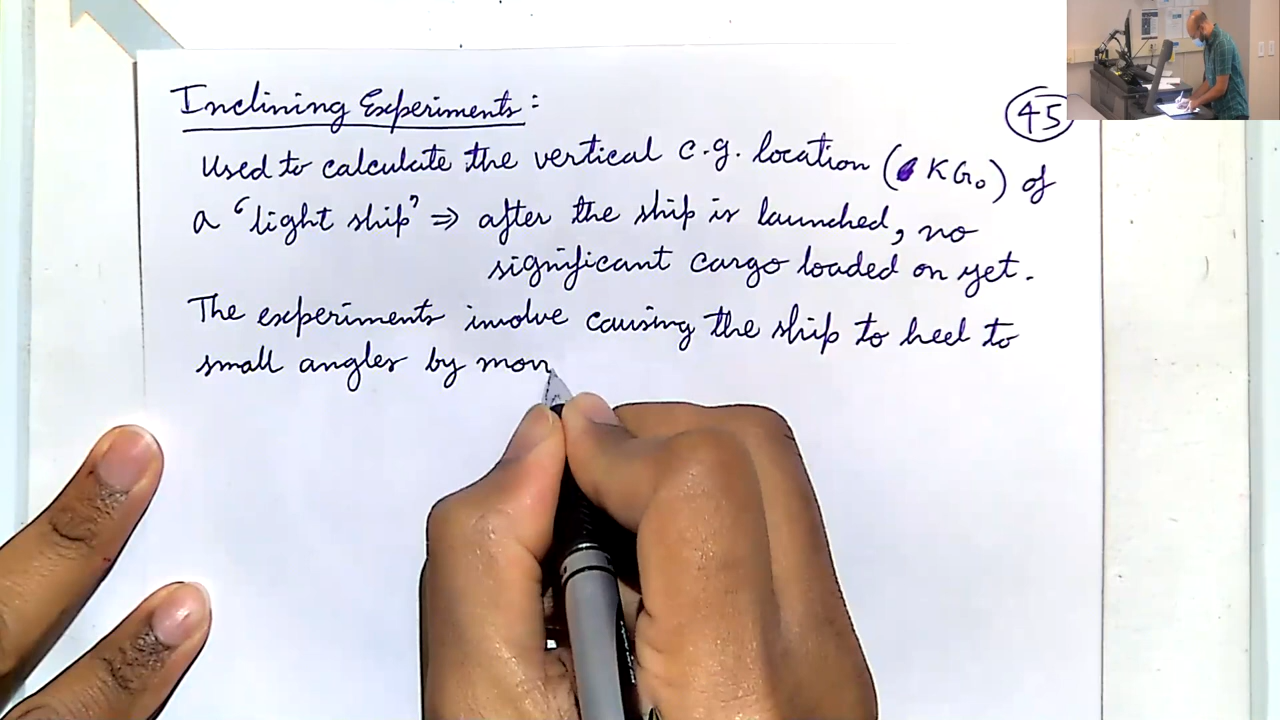 Inclining Experiments:
45
Used to calculate the vertical c.g. location (KG₀) of
a "light ship" ⇒ after the ship is launched, no
significant cargo loaded on yet.
The experiments involve causing the ship to heel to
small angles by mov